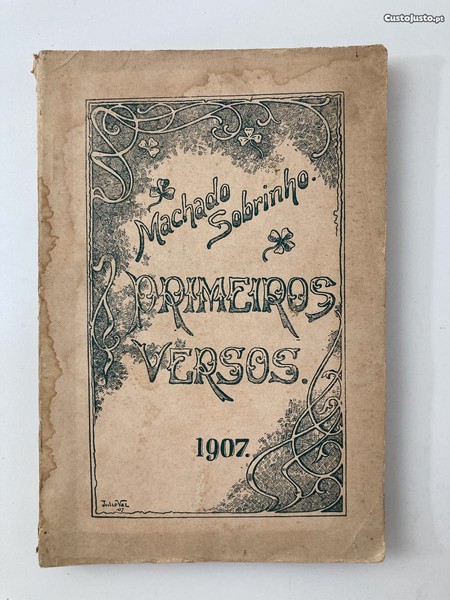 CustoJusto.pt
Machado
Sobrinho.
PRIMEIROS
VERSOS.
1907.